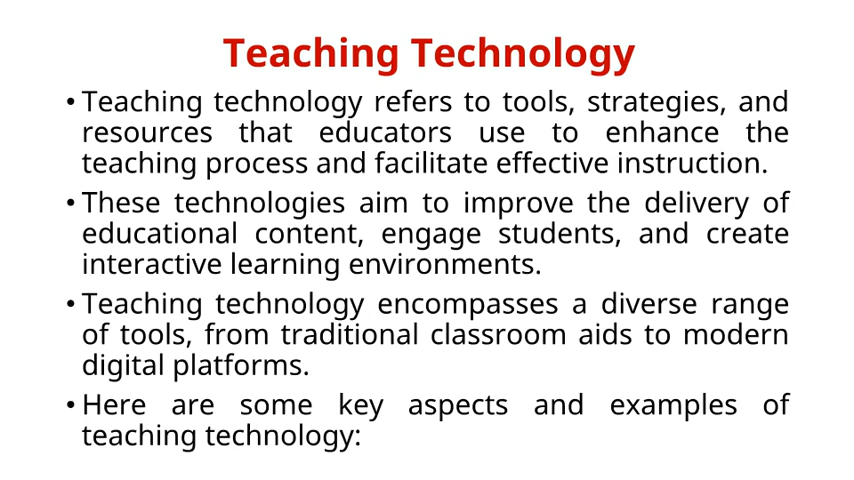 Teaching Technology
• Teaching technology refers to tools, strategies, and
resources that educators use to enhance the
teaching process and facilitate effective instruction.
• These technologies aim to improve the delivery of
educational content, engage students, and create
interactive learning environments.
• Teaching technology encompasses a diverse range
of tools, from traditional classroom aids to modern
digital platforms.
• Here are some key aspects and examples of
teaching technology: